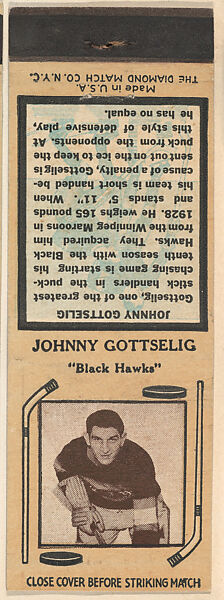 Made in U.S.A.
THE DIAMOND MATCH CO. N.Y.C.
JOHNNY GOTTSELIG
Gottselig, one of the greatest
stick handlers in the puck-
chasing game is starting his
tenth season with the Black
Hawks. They acquired him
from the Winnipeg Maroons in
1928. He weighs 165 pounds
and stands 5' 11". When
his team is short handed be-
cause of a penalty, Gottselig is
sent out on the ice to keep the
puck from the opponents. At
this style of defensive play,
he has no equal.
JOHNNY GOTTSELIG
"Black Hawks"
CLOSE COVER BEFORE STRIKING MATCH